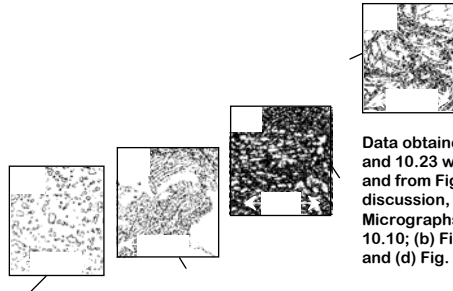 Data obtaine
and 10.23 w
and from Fig
discussion,
Micrographs
10.10; (b) Fi
and (d) Fig.